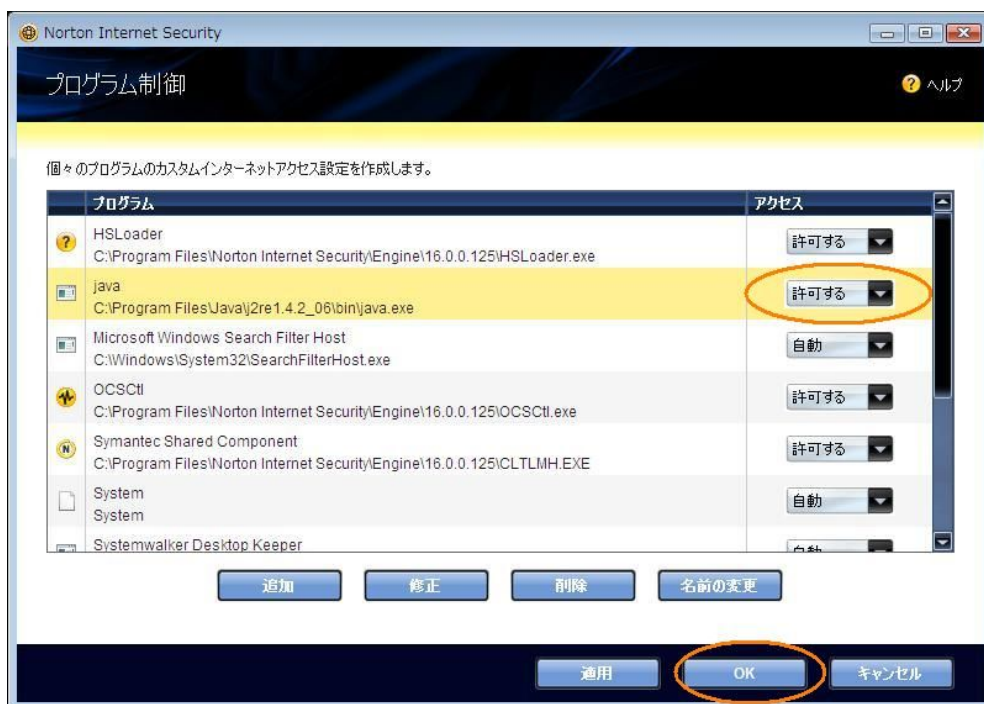 Norton Internet Security
プログラム制御
? ヘルプ
個々のプログラムのカスタムインターネットアクセス設定を作成します。
プログラム アクセス
HSLoader
C:\Program Files\Norton Internet Security\Engine\16.0.0.125\HSLoader.exe
許可する
java
C:\Program Files\Java\j2re1.4.2_06\bin\java.exe
許可する
Microsoft Windows Search Filter Host
C:\Windows\System32\SearchFilterHost.exe
自動
OCSCtl
C:\Program Files\Norton Internet Security\Engine\16.0.0.125\OCSCtl.exe
許可する
Symantec Shared Component
C:\Program Files\Norton Internet Security\Engine\16.0.0.125\CLTLMH.EXE
許可する
System
System
自動
Systemwalker Desktop Keeper
自動
追加 修正 削除 名前の変更
適用 OK キャンセル